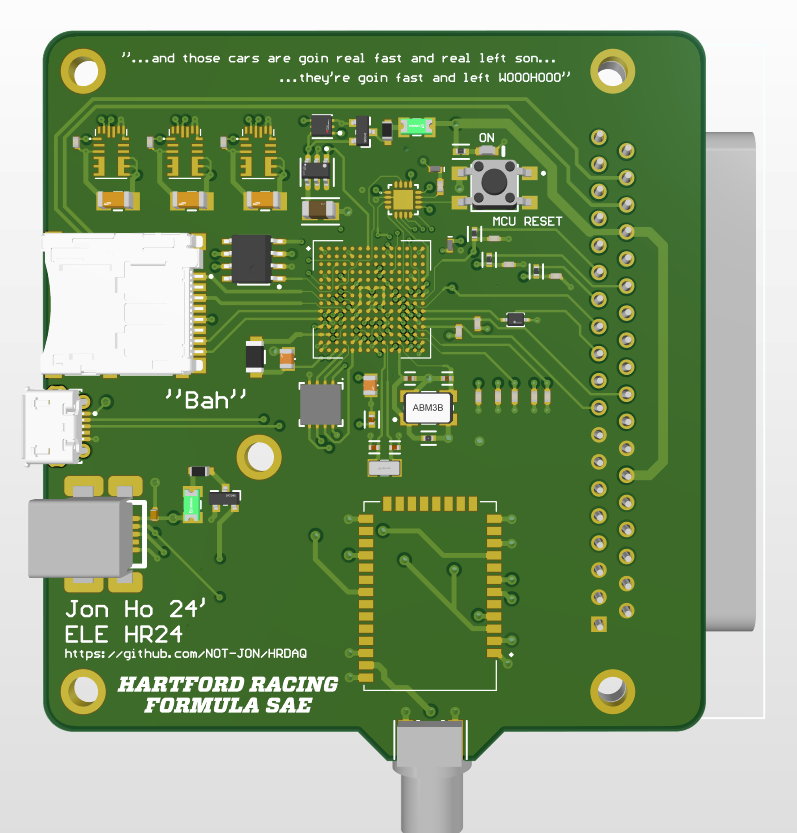 "...and those cars are goin real fast and real left son...
...they're goin fast and left WOOOHOOO"
ON
MCU RESET
"Bah"
ABM3B
Jon Ho 24'
ELE HR24
https://github.com/NOT-JON/HRDAQ
HARTFORD RACING
FORMULA SAE